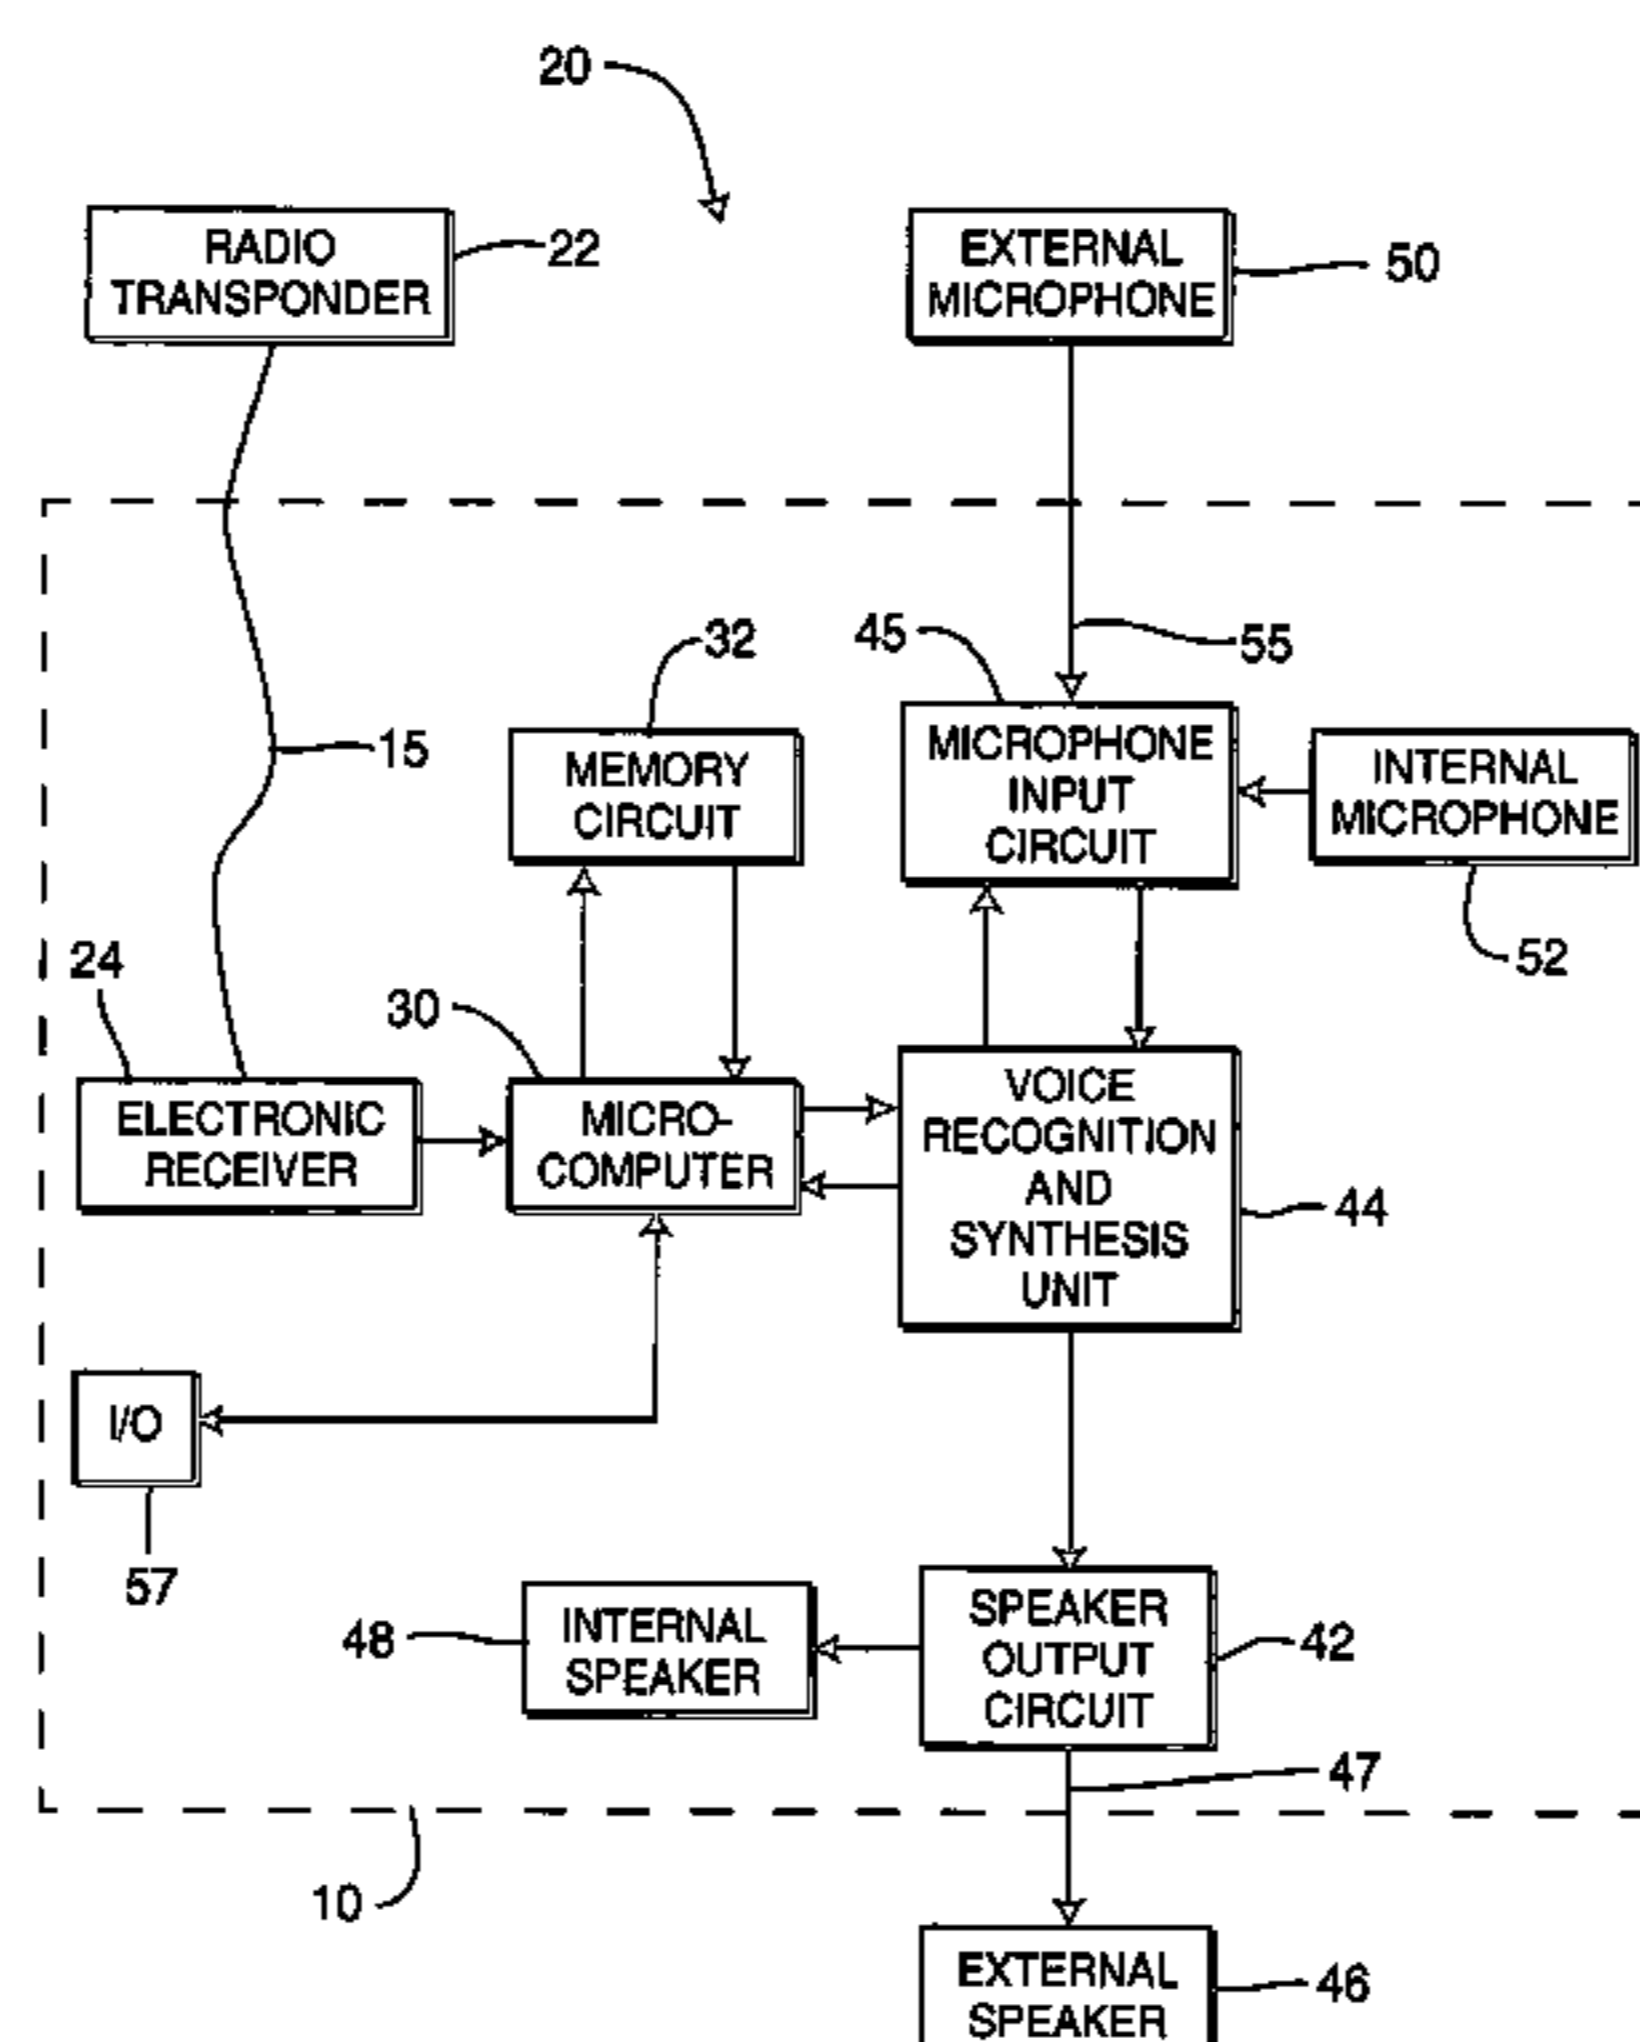 20
RADIO
TRANSPONDER
22
EXTERNAL
MICROPHONE
50
45
55
32
15
MEMORY
CIRCUIT
MICROPHONE
INPUT
CIRCUIT
INTERNAL
MICROPHONE
52
24
30
ELECTRONIC
RECEIVER
MICRO-
COMPUTER
VOICE
RECOGNITION
AND
SYNTHESIS
UNIT
44
I/O
57
48
INTERNAL
SPEAKER
SPEAKER
OUTPUT
CIRCUIT
42
47
10
EXTERNAL
SPEAKER
46